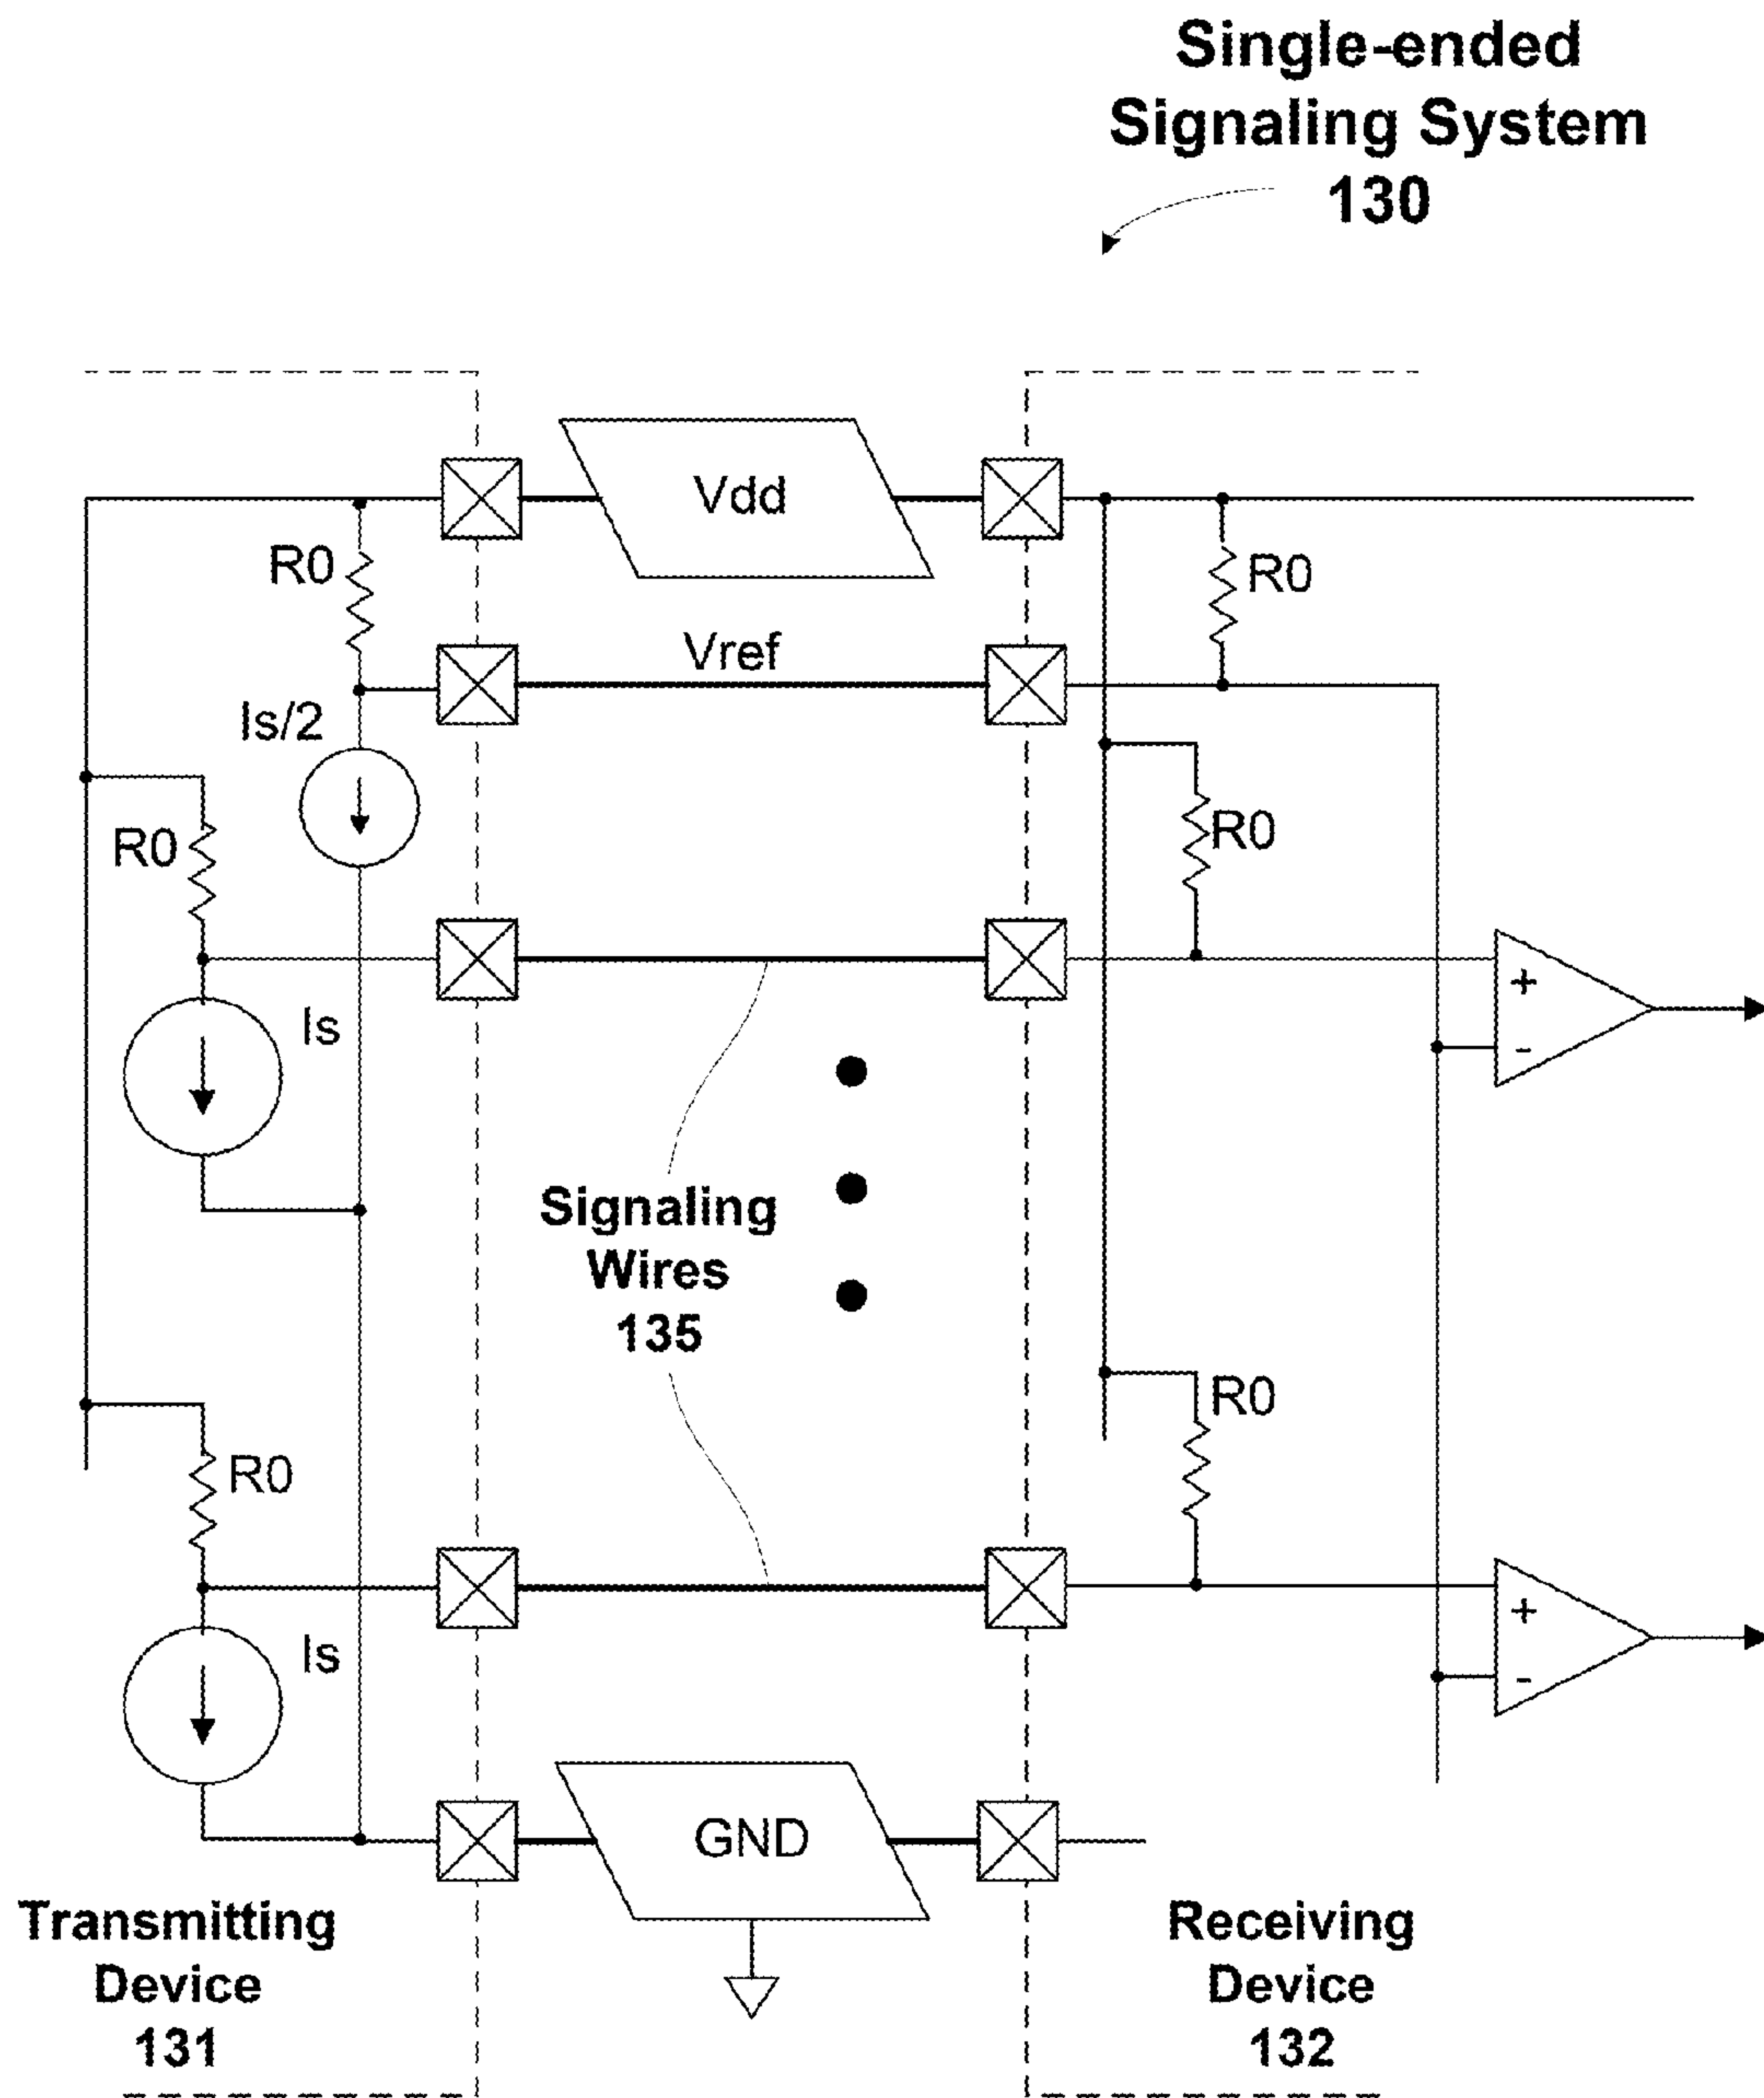 Single-ended
Signaling System
130
Vdd
R0
R0
Vref
Is/2
R0
R0
+
-
Is
Signaling
Wires
135
R0
R0
+
-
Is
GND
Transmitting
Device
131
Receiving
Device
132